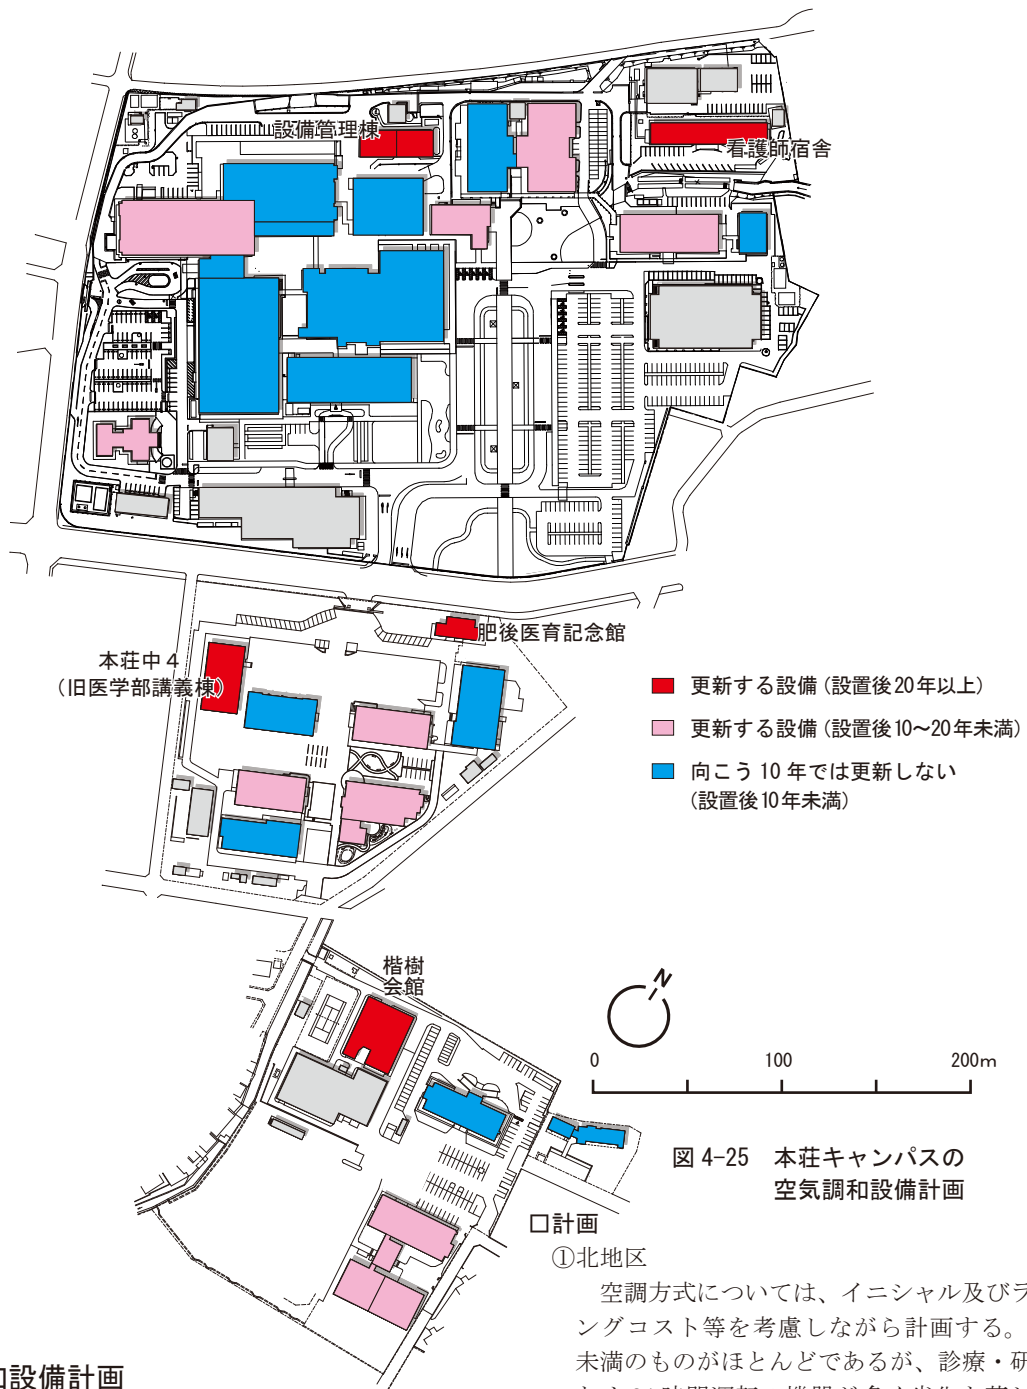 設備管理棟
看護師宿舎
肥後医育記念館
本荘中４
（旧医学部講義棟）
更新する設備（設置後20年以上）
更新する設備（設置後10〜20年未満）
向こう 10 年では更新しない
（設置後10年未満）
楷樹
会館
N
0 100 200m
図 4-25 本荘キャンパスの
空気調和設備計画
口計画
①北地区
空調方式については、イニシャル及びラ
ングコスト等を考慮しながら計画する。
未満のものがほとんどであるが、診療・研
設備計画